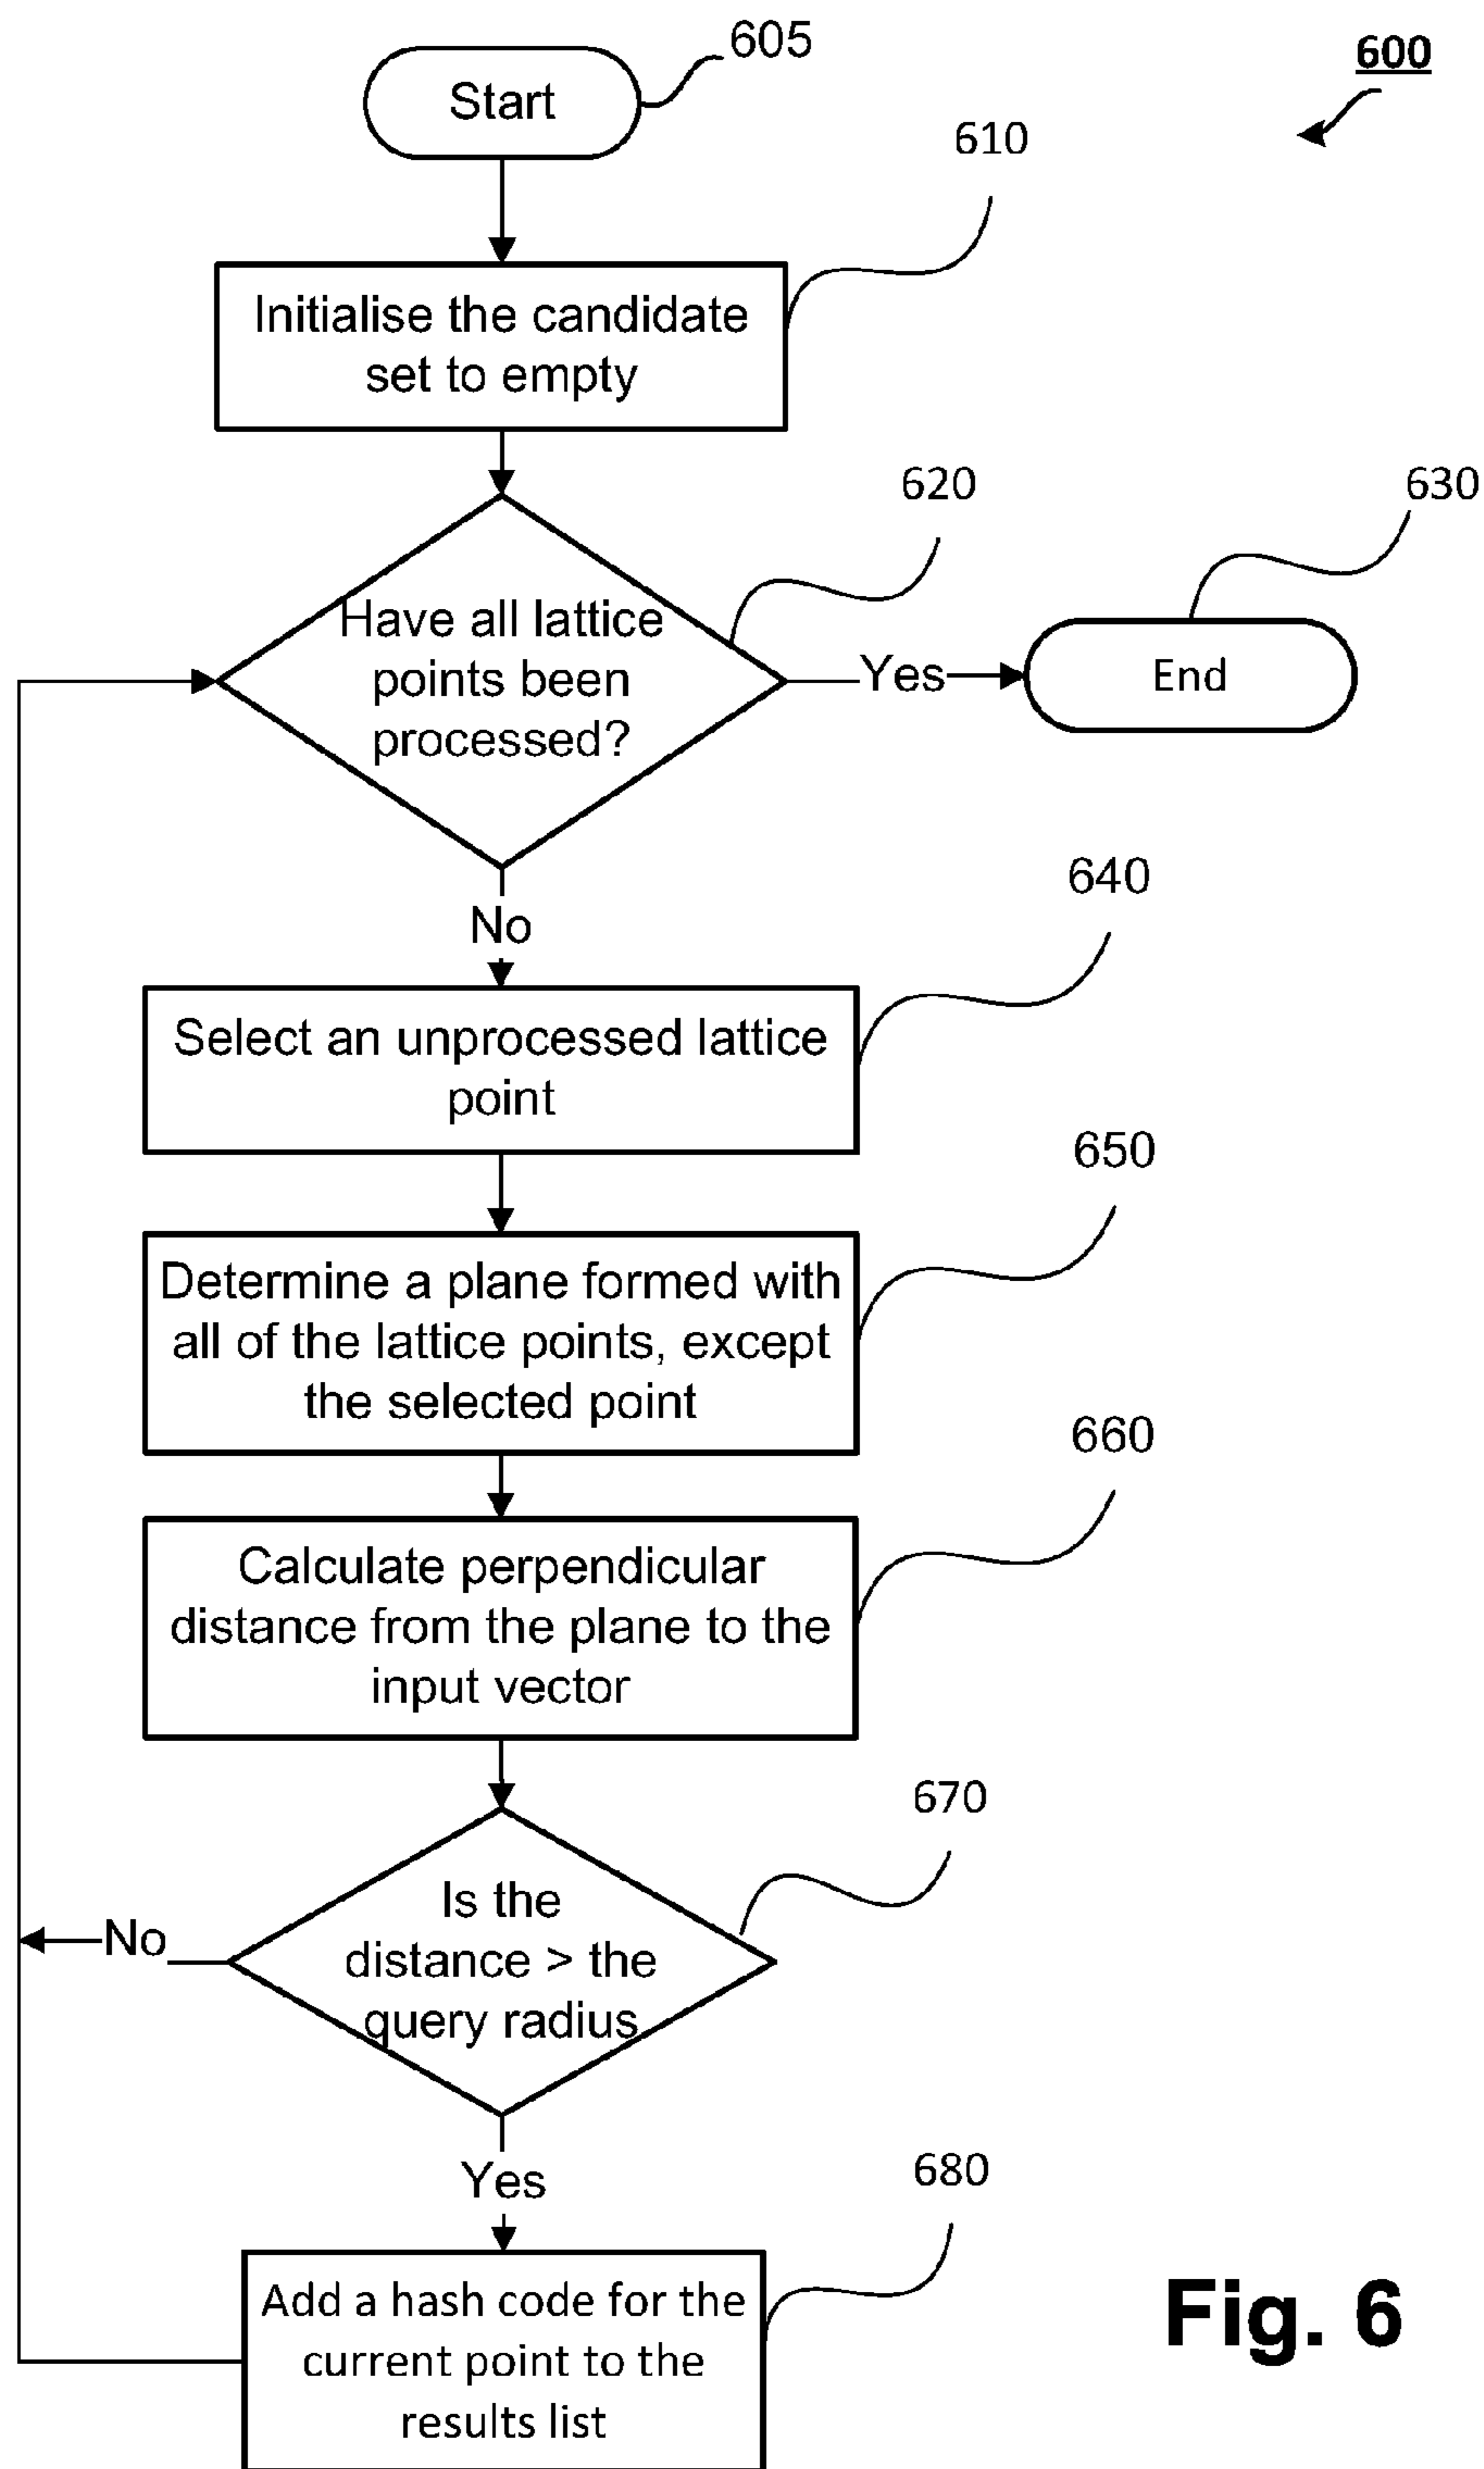 605
600
Start
610
Initialise the candidate
set to empty
620
630
Have all lattice
points been
processed?
Yes
End
No
640
Select an unprocessed lattice
point
650
Determine a plane formed with
all of the lattice points, except
the selected point
660
Calculate perpendicular
distance from the plane to the
input vector
670
Is the
distance > the
query radius
No
Yes
680
Add a hash code for the
current point to the
results list
Fig. 6